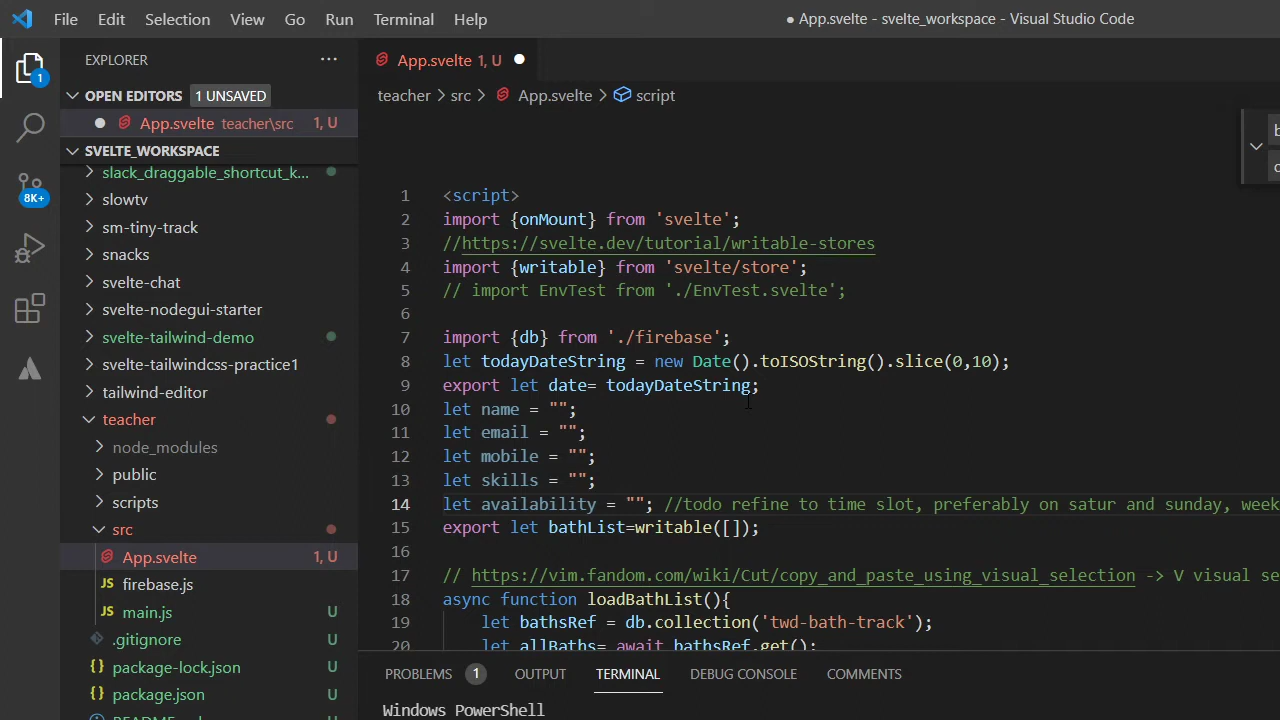 File Edit Selection View Go Run Terminal Help
● App.svelte - svelte_workspace - Visual Studio Code
EXPLORER
App.svelte 1, U
OPEN EDITORS 1 UNSAVED
teacher > src > App.svelte > script
App.svelte teacher\src 1, U
SVELTE_WORKSPACE
slack_draggable_shortcut_k...
slowtv
sm-tiny-track
snacks
svelte-chat
svelte-nodegui-starter
svelte-tailwind-demo
svelte-tailwindcss-practice1
tailwind-editor
teacher
node_modules
public
scripts
src
App.svelte 1, U
firebase.js
main.js U
.gitignore U
package-lock.json U
package.json U
1
8K+
1 <script>
2 import {onMount} from 'svelte';
3 //https://svelte.dev/tutorial/writable-stores
4 import {writable} from 'svelte/store';
5 // import EnvTest from './EnvTest.svelte';
6
7 import {db} from './firebase';
8 let todayDateString = new Date().toISOString().slice(0,10);
9 export let date= todayDateString;
10 let name = "";
11 let email = "";
12 let mobile = "";
13 let skills = "";
14 let availability = ""; //todo refine to time slot, preferably on satur and sunday, week
15 export let bathList=writable([]);
16
17 // https://vim.fandom.com/wiki/Cut/copy_and_paste_using_visual_selection -> V visual se
18 async function loadBathList(){
19 let bathsRef = db.collection('twd-bath-track');
20 let allBaths= await bathsRef.get();
PROBLEMS 1 OUTPUT TERMINAL DEBUG CONSOLE COMMENTS
Windows PowerShell